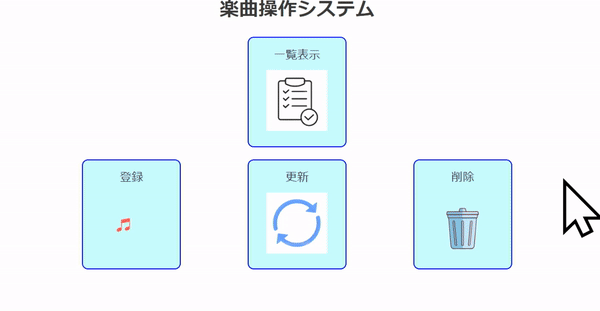 楽曲操作システム
一覧表示
登録
更新
削除